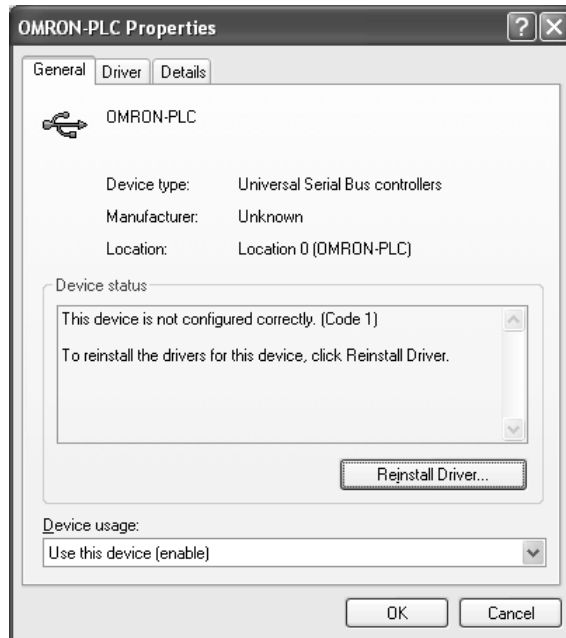 OMRON-PLC Properties
General Driver Details
OMRON-PLC
Device type: Universal Serial Bus controllers
Manufacturer: Unknown
Location: Location 0 (OMRON-PLC)
Device status
This device is not configured correctly. (Code 1)
To reinstall the drivers for this device, click Reinstall Driver.
Reinstall Driver...
Device usage:
Use this device (enable)
OK Cancel